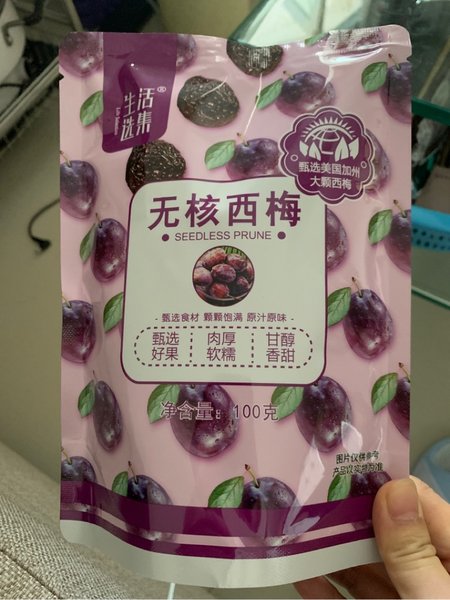 生活
选集®
甄选美国加州
大颗西梅
无核西梅
SEEDLESS PRUNE
- 甄选食材 颗颗饱满 原汁原味 -
甄选 肉厚 甘醇
好果 软糯 香甜
净含量：100克
图片仅供参考